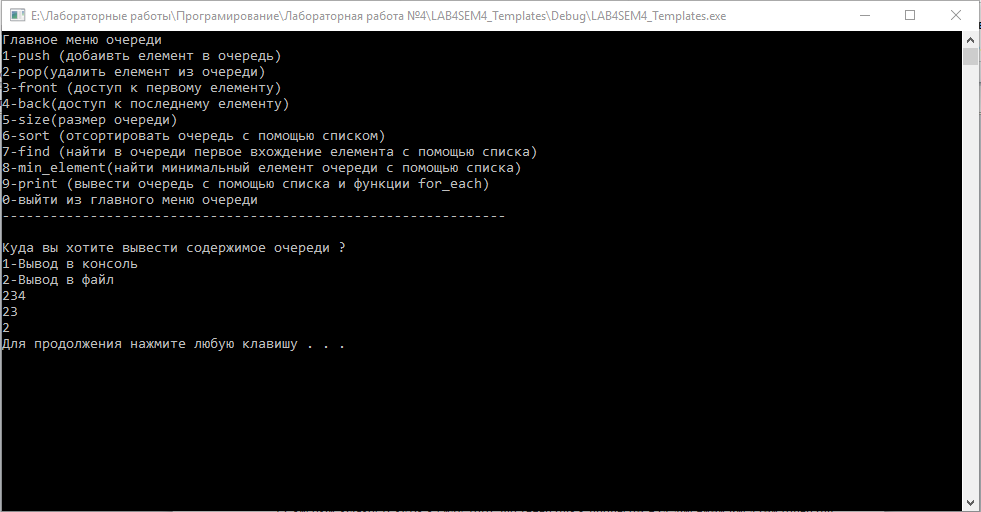 E:\Лабораторные работы\Програмирование\Лабораторная работа №4\LAB4SEM4_Templates\Debug\LAB4SEM4_Templates.exe
Главное меню очереди
1-push (добаивть елемент в очередь)
2-pop(удалить елемент из очереди)
3-front (доступ к первому елементу)
4-back(доступ к последнему елементу)
5-size(размер очереди)
6-sort (отсортировать очередь с помощью списком)
7-find (найти в очереди первое вхождение елемента с помощью списка)
8-min_element(найти минимальный елемент очереди с помощью списка)
9-print (вывести очередь с помощью списка и функции for_each)
0-выйти из главного меню очереди
---------------------------------------------------------------
Куда вы хотите вывести содержимое очереди ?
1-Вывод в консоль
2-Вывод в файл
234
23
2
Для продолжения нажмите любую клавишу . . .